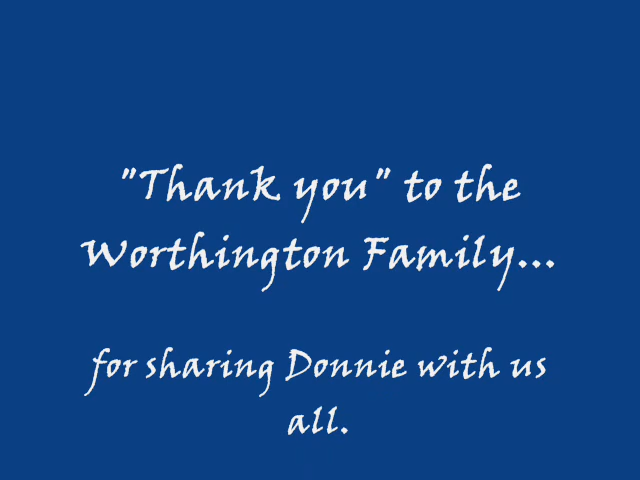 "Thank you" to the
Worthington Family...
for sharing Donnie with us
all.